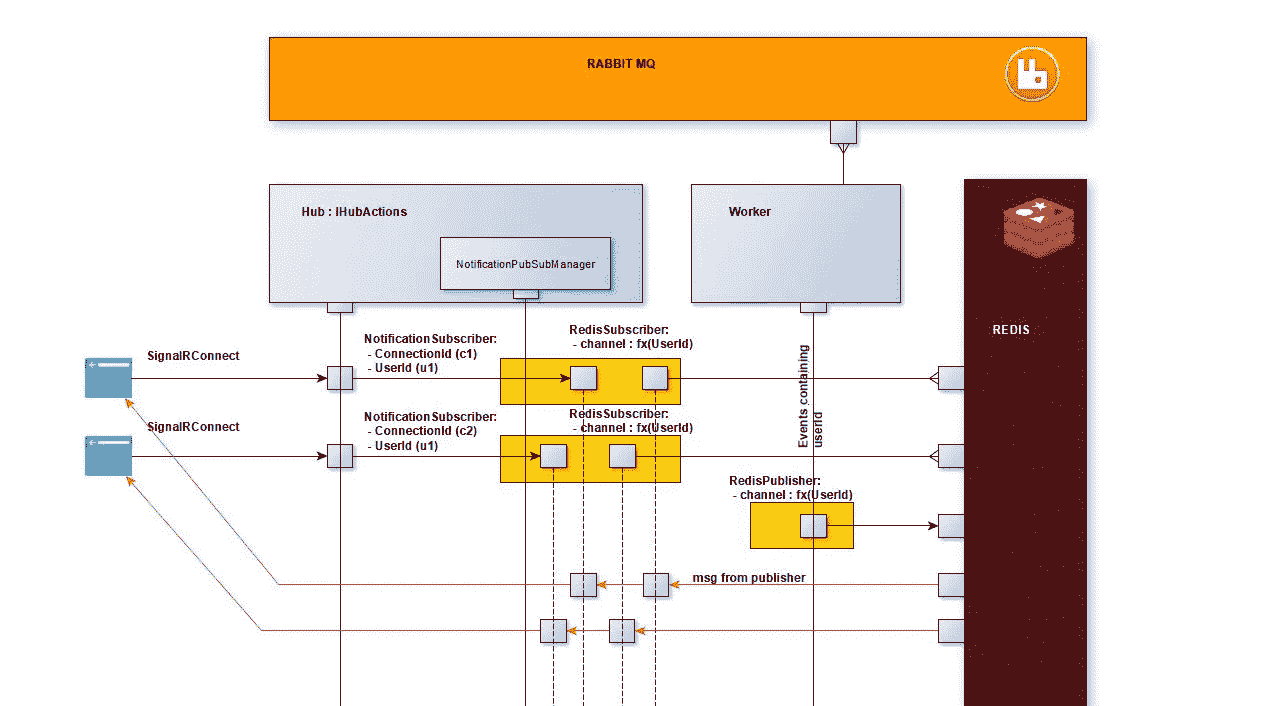 RABBIT MQ
Hub : IHubActions
NotificationPubSubManager
Worker
REDIS
SignalRConnect
NotificationSubscriber:
- ConnectionId (c1)
- UserId (u1)
RedisSubscriber:
- channel : fx(UserId)
SignalRConnect
NotificationSubscriber:
- ConnectionId (c2)
- UserId (u1)
RedisSubscriber:
- channel : fx(UserId)
Events containing
userId
RedisPublisher:
- channel : fx(UserId)
msg from publisher